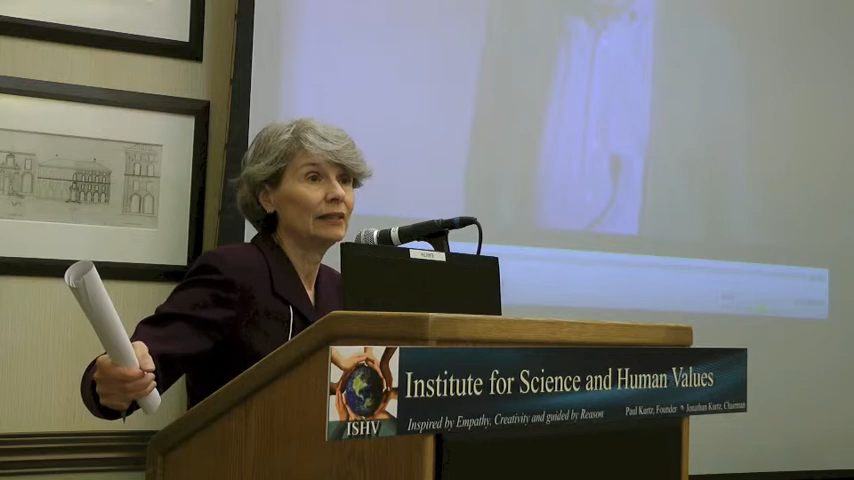 Institute for Science and Human Values
Inspired by Empathy, Creativity and guided by Reason
Paul Kurtz, Founder ~ Jonathan Kurtz, Chairman
ISHV